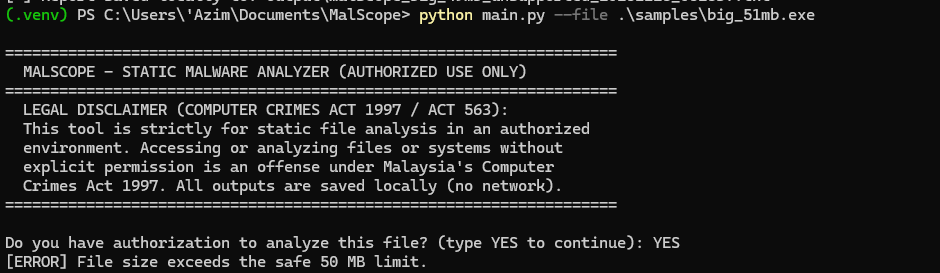 (.venv) PS C:\Users\'Azim\Documents\MalScope> python main.py --file .\samples\big_51mb.exe
======================================================================
MALSCOPE - STATIC MALWARE ANALYZER (AUTHORIZED USE ONLY)
======================================================================
LEGAL DISCLAIMER (COMPUTER CRIMES ACT 1997 / ACT 563):
This tool is strictly for static file analysis in an authorized
environment. Accessing or analyzing files or systems without
explicit permission is an offense under Malaysia's Computer
Crimes Act 1997. All outputs are saved locally (no network).
======================================================================
Do you have authorization to analyze this file? (type YES to continue): YES
[ERROR] File size exceeds the safe 50 MB limit.